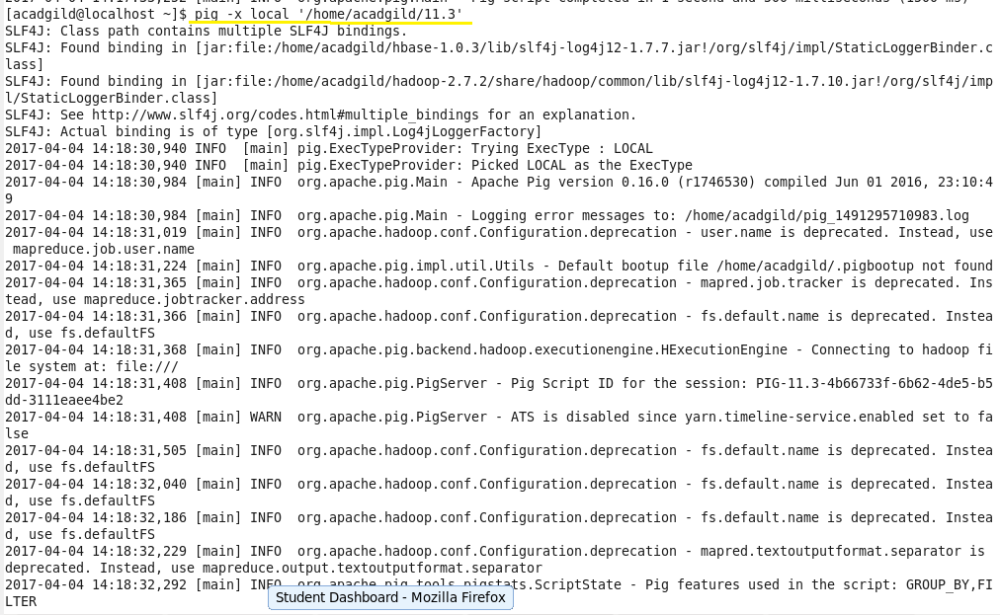 [acadgild@localhost ~]$ pig -x local '/home/acadgild/11.3'
SLF4J: Class path contains multiple SLF4J bindings.
SLF4J: Found binding in [jar:file:/home/acadgild/hbase-1.0.3/lib/slf4j-log4j12-1.7.7.jar!/org/slf4j/impl/StaticLoggerBinder.c
lass]
SLF4J: Found binding in [jar:file:/home/acadgild/hadoop-2.7.2/share/hadoop/common/lib/slf4j-log4j12-1.7.10.jar!/org/slf4j/imp
l/StaticLoggerBinder.class]
SLF4J: See http://www.slf4j.org/codes.html#multiple_bindings for an explanation.
SLF4J: Actual binding is of type [org.slf4j.impl.Log4jLoggerFactory]
2017-04-04 14:18:30,940 INFO  [main] pig.ExecTypeProvider: Trying ExecType : LOCAL
2017-04-04 14:18:30,940 INFO  [main] pig.ExecTypeProvider: Picked LOCAL as the ExecType
2017-04-04 14:18:30,984 [main] INFO  org.apache.pig.Main - Apache Pig version 0.16.0 (r1746530) compiled Jun 01 2016, 23:10:4
9
2017-04-04 14:18:30,984 [main] INFO  org.apache.pig.Main - Logging error messages to: /home/acadgild/pig_1491295710983.log
2017-04-04 14:18:31,019 [main] INFO  org.apache.hadoop.conf.Configuration.deprecation - user.name is deprecated. Instead, use
 mapreduce.job.user.name
2017-04-04 14:18:31,224 [main] INFO  org.apache.pig.impl.util.Utils - Default bootup file /home/acadgild/.pigbootup not found
2017-04-04 14:18:31,365 [main] INFO  org.apache.hadoop.conf.Configuration.deprecation - mapred.job.tracker is deprecated. Ins
tead, use mapreduce.jobtracker.address
2017-04-04 14:18:31,366 [main] INFO  org.apache.hadoop.conf.Configuration.deprecation - fs.default.name is deprecated. Instea
d, use fs.defaultFS
2017-04-04 14:18:31,368 [main] INFO  org.apache.pig.backend.hadoop.executionengine.HExecutionEngine - Connecting to hadoop fi
le system at: file:///
2017-04-04 14:18:31,408 [main] INFO  org.apache.pig.PigServer - Pig Script ID for the session: PIG-11.3-4b66733f-6b62-4de5-b5
dd-3111eaee4be2
2017-04-04 14:18:31,408 [main] WARN  org.apache.pig.PigServer - ATS is disabled since yarn.timeline-service.enabled set to fa
lse
2017-04-04 14:18:31,505 [main] INFO  org.apache.hadoop.conf.Configuration.deprecation - fs.default.name is deprecated. Instea
d, use fs.defaultFS
2017-04-04 14:18:32,040 [main] INFO  org.apache.hadoop.conf.Configuration.deprecation - fs.default.name is deprecated. Instea
d, use fs.defaultFS
2017-04-04 14:18:32,186 [main] INFO  org.apache.hadoop.conf.Configuration.deprecation - fs.default.name is deprecated. Instea
d, use fs.defaultFS
2017-04-04 14:18:32,229 [main] INFO  org.apache.hadoop.conf.Configuration.deprecation - mapred.textoutputformat.separator is
deprecated. Instead, use mapreduce.output.textoutputformat.separator
2017-04-04 14:18:32,292 [main] INFO  org.apache.pig.tools.pigstats.ScriptState - Pig features used in the script: GROUP_BY,FI
LTER
Student Dashboard - Mozilla Firefox